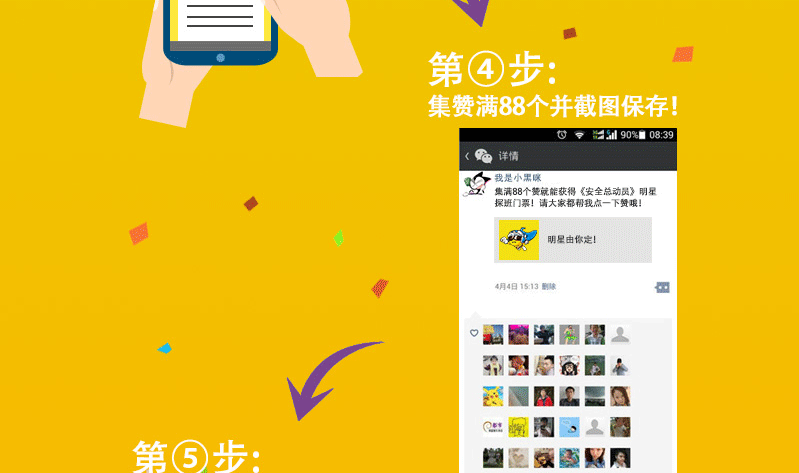 第④步:
集赞满88个并截图保存!
90% 08:39
详情
我是小黑咪
集满88个赞就能获得《安全总动员》明星
探班门票! 请大家都帮我点一下赞哦!
明星由你定!
4月4日 15:13 删除
第⑤步: